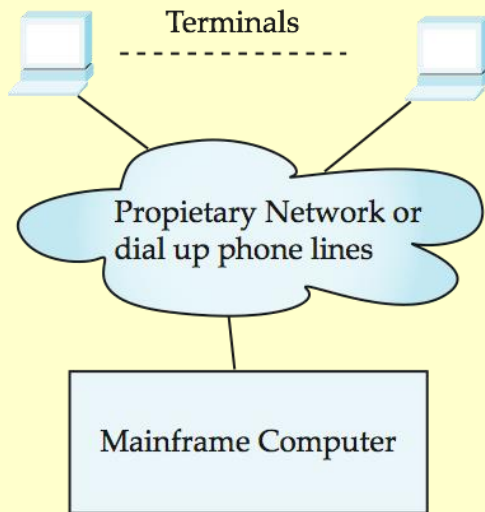 Terminals
Propietary Network or
dial up phone lines
Mainframe Computer